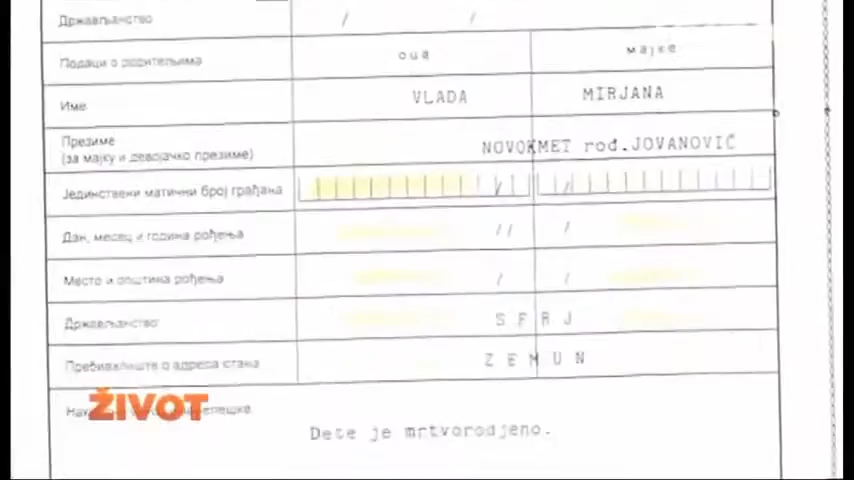 Држављанство / /
Подаци о родитељима оца мајке
Име VLADA MIRJANA
Презиме
(за мајку и девојачко презиме) NOVOKMET rođ.JOVANOVIĆ
Јединствени матични број грађана / /
Дан, месец и година рођења // /
Место и општина рођења / /
Држављанство S F R J
Пребивалиште и адреса стана Z E M U N
ŽIVOT
Dete je mrtvorodjeno.